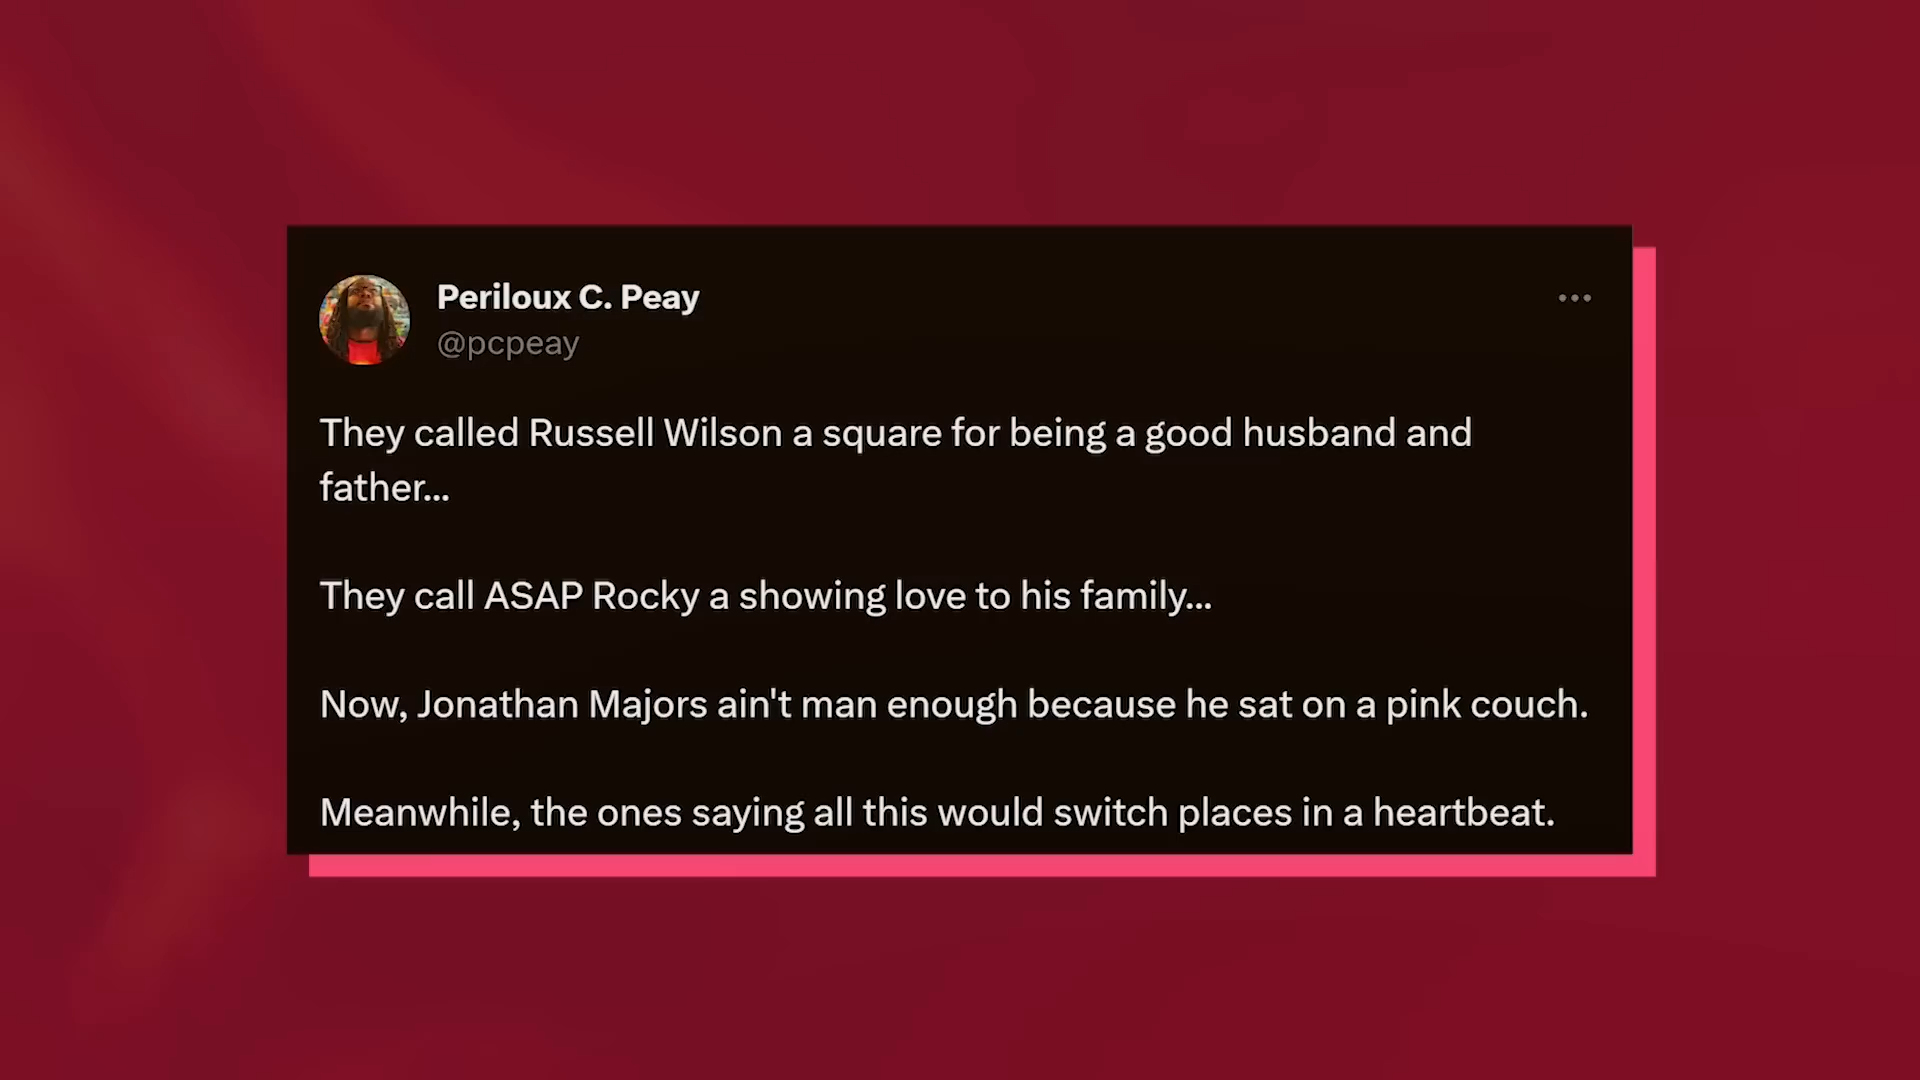 Periloux C. Peay
@pcpeay
They called Russell Wilson a square for being a good husband and
father...
They call ASAP Rocky a showing love to his family...
Now, Jonathan Majors ain't man enough because he sat on a pink couch.
Meanwhile, the ones saying all this would switch places in a heartbeat.